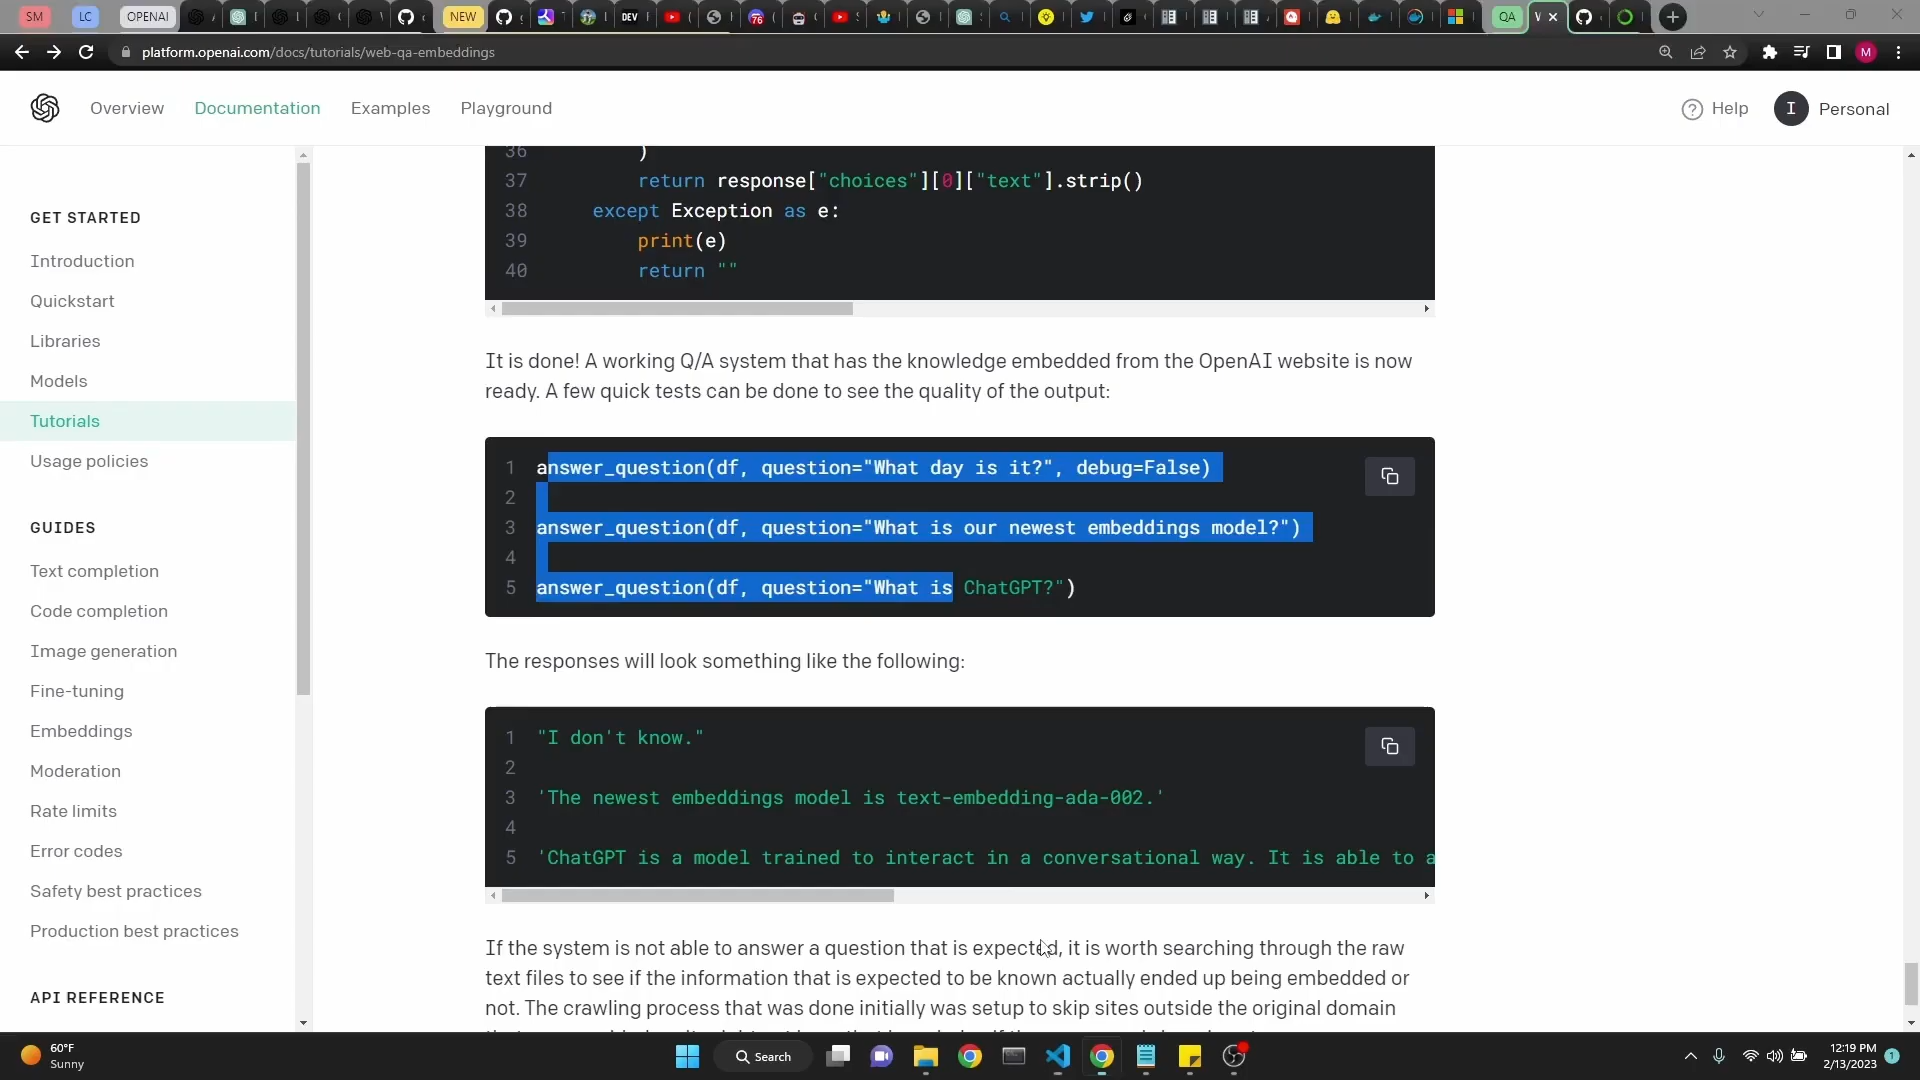 SM
LC
OPENAI
NEW
DEV
76
QA
platform.openai.com/docs/tutorials/web-qa-embeddings
M
Overview
Documentation
Examples
Playground
Help
I
Personal
GET STARTED
Introduction
Quickstart
Libraries
Models
Tutorials
Usage policies
GUIDES
Text completion
Code completion
Image generation
Fine-tuning
Embeddings
Moderation
Rate limits
Error codes
Safety best practices
Production best practices
API REFERENCE
36 )
37 return response["choices"][0]["text"].strip()
38 except Exception as e:
39 print(e)
40 return ""
It is done! A working Q/A system that has the knowledge embedded from the OpenAI website is now
ready. A few quick tests can be done to see the quality of the output:
1 answer_question(df, question="What day is it?", debug=False)
2
3 answer_question(df, question="What is our newest embeddings model?")
4
5 answer_question(df, question="What is ChatGPT?")
The responses will look something like the following:
1 "I don't know."
2
3 'The newest embeddings model is text-embedding-ada-002.'
4
5 'ChatGPT is a model trained to interact in a conversational way. It is able to a
If the system is not able to answer a question that is expected, it is worth searching through the raw
text files to see if the information that is expected to be known actually ended up being embedded or
not. The crawling process that was done initially was setup to skip sites outside the original domain
60°F
Sunny
Search
12:19 PM
2/13/2023
1